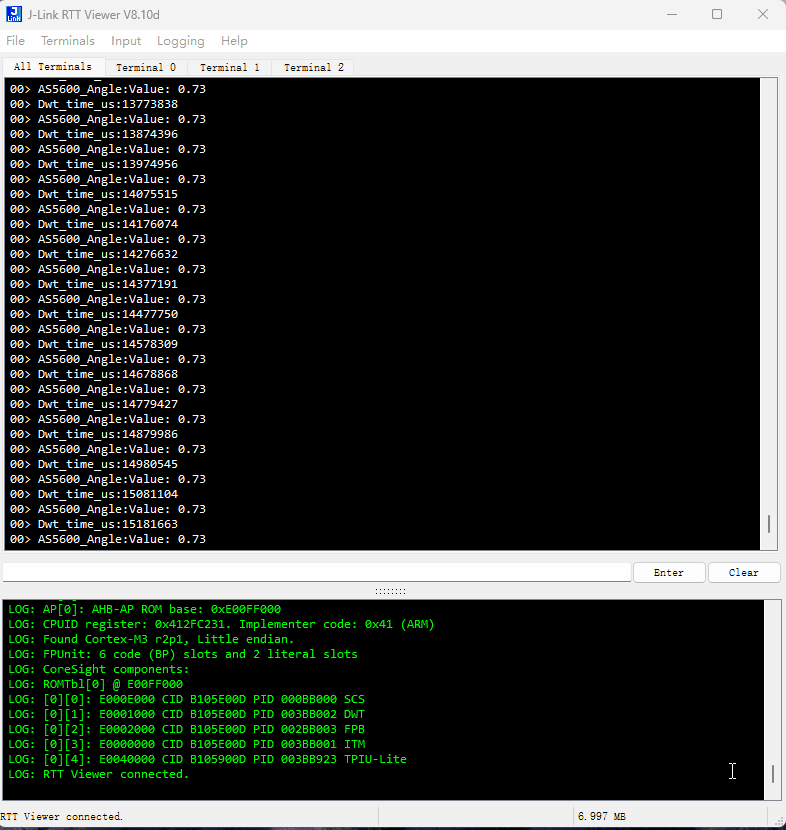 J-Link RTT Viewer V8.10d
File Terminals Input Logging Help
All Terminals Terminal 0 Terminal 1 Terminal 2
00> AS5600_Angle:Value: 0.73
00> Dwt_time_us:13773838
00> AS5600_Angle:Value: 0.73
00> Dwt_time_us:13874396
00> AS5600_Angle:Value: 0.73
00> Dwt_time_us:13974956
00> AS5600_Angle:Value: 0.73
00> Dwt_time_us:14075515
00> AS5600_Angle:Value: 0.73
00> Dwt_time_us:14176074
00> AS5600_Angle:Value: 0.73
00> Dwt_time_us:14276632
00> AS5600_Angle:Value: 0.73
00> Dwt_time_us:14377191
00> AS5600_Angle:Value: 0.73
00> Dwt_time_us:14477750
00> AS5600_Angle:Value: 0.73
00> Dwt_time_us:14578309
00> AS5600_Angle:Value: 0.73
00> Dwt_time_us:14678868
00> AS5600_Angle:Value: 0.73
00> Dwt_time_us:14779427
00> AS5600_Angle:Value: 0.73
00> Dwt_time_us:14879986
00> AS5600_Angle:Value: 0.73
00> Dwt_time_us:14980545
00> AS5600_Angle:Value: 0.73
00> Dwt_time_us:15081104
00> AS5600_Angle:Value: 0.73
00> Dwt_time_us:15181663
00> AS5600_Angle:Value: 0.73
Enter Clear
LOG: AP[0]: AHB-AP ROM base: 0xE00FF000
LOG: CPUID register: 0x412FC231. Implementer code: 0x41 (ARM)
LOG: Found Cortex-M3 r2p1, Little endian.
LOG: FPUnit: 6 code (BP) slots and 2 literal slots
LOG: CoreSight components:
LOG: ROMTbl[0] @ E00FF000
LOG: [0][0]: E000E000 CID B105E00D PID 000BB000 SCS
LOG: [0][1]: E0001000 CID B105E00D PID 003BB002 DWT
LOG: [0][2]: E0002000 CID B105E00D PID 002BB003 FPB
LOG: [0][3]: E0000000 CID B105E00D PID 003BB001 ITM
LOG: [0][4]: E0040000 CID B105900D PID 003BB923 TPIU-Lite
LOG: RTT Viewer connected.
RTT Viewer connected. 6.997 MB